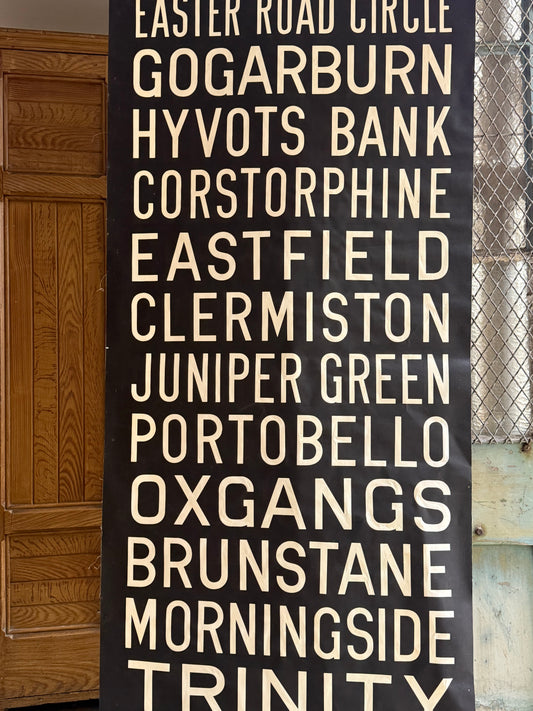 EASTER ROAD CIRCLE
GOGARBURN
HYVOTS BANK
CORSTORPHINE
EASTFIELD
CLERMISTON
JUNIPER GREEN
PORTOBELLO
OXGANGS
BRUNSTANE
MORNINGSIDE
TRINITY